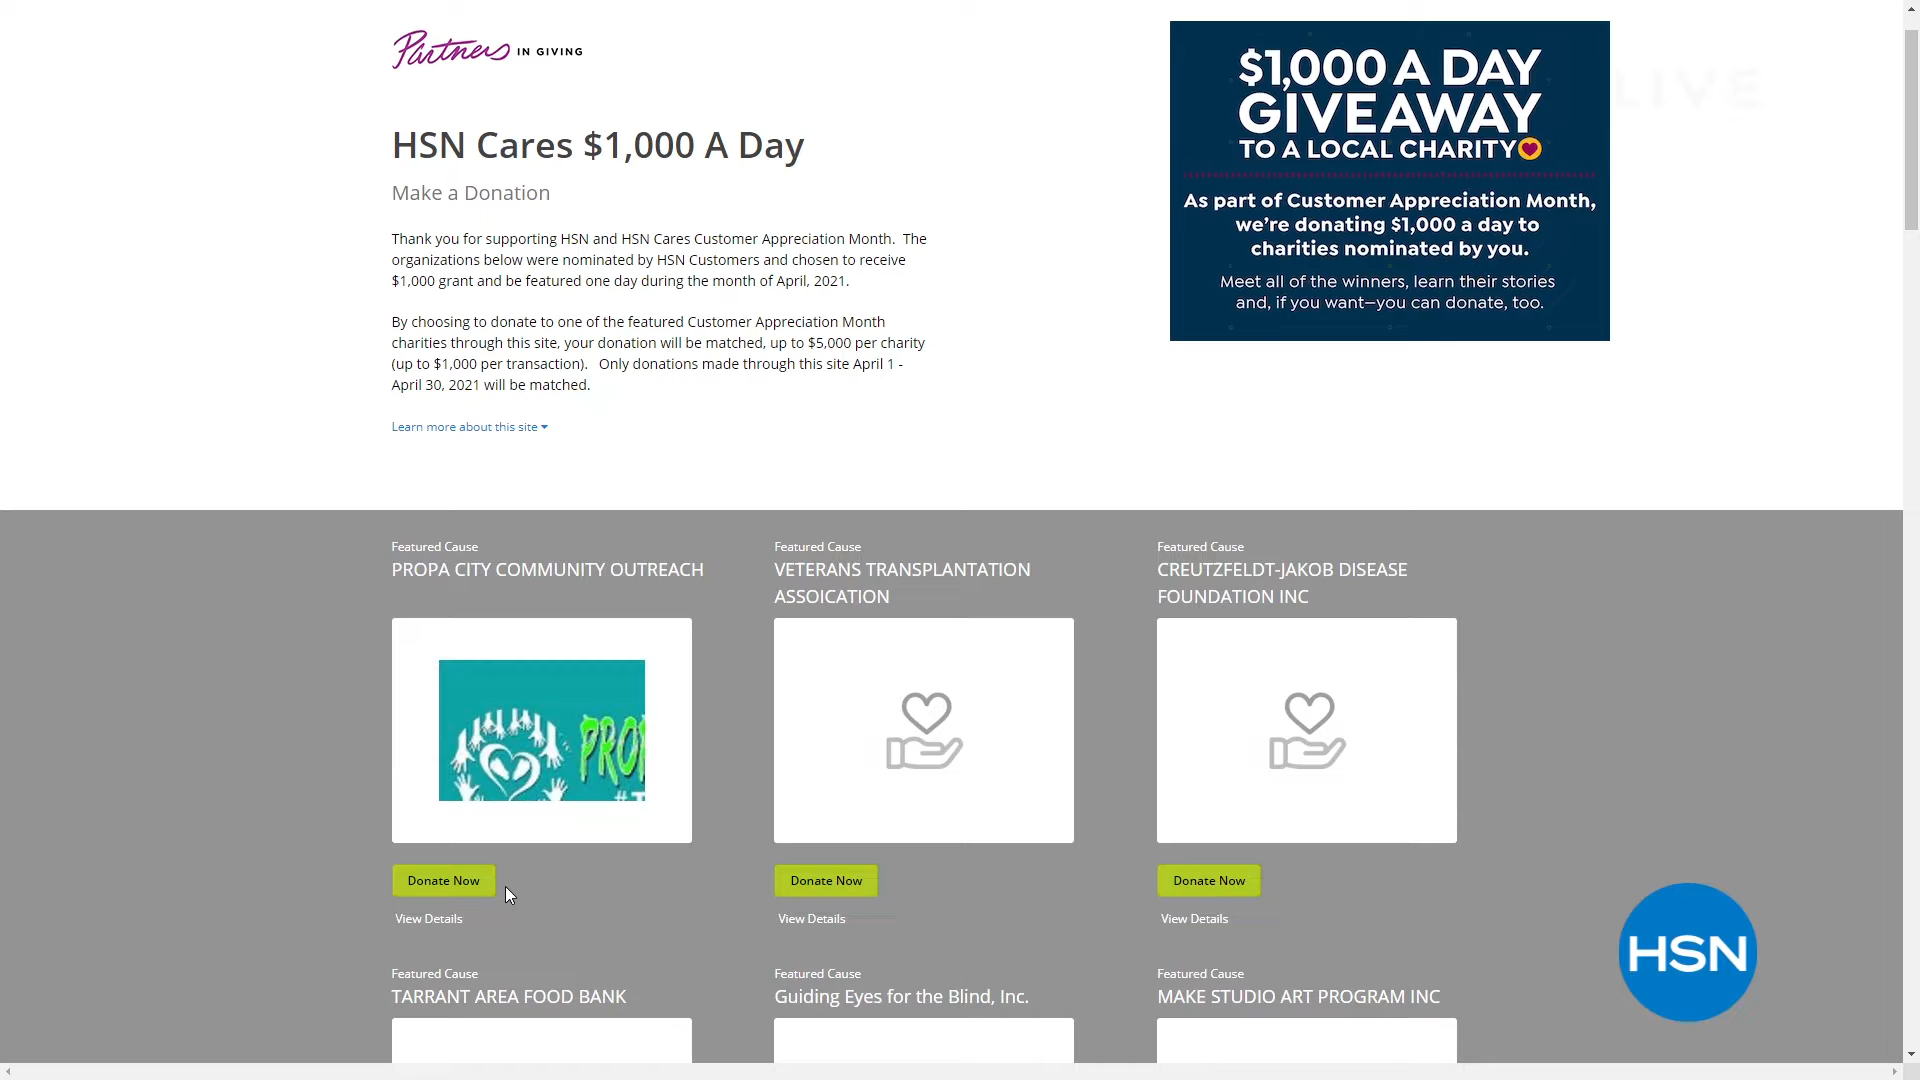 Partners IN GIVING
HSN Cares $1,000 A Day
Make a Donation
Thank you for supporting HSN and HSN Cares Customer Appreciation Month.  The
organizations below were nominated by HSN Customers and chosen to receive
$1,000 grant and be featured one day during the month of April, 2021.
By choosing to donate to one of the featured Customer Appreciation Month
charities through this site, your donation will be matched, up to $5,000 per charity
(up to $1,000 per transaction).   Only donations made through this site April 1 -
April 30, 2021 will be matched.
Learn more about this site
$1,000 A DAY
GIVEAWAY
TO A LOCAL CHARITY
As part of Customer Appreciation Month,
we're donating $1,000 a day to
charities nominated by you.
Meet all of the winners, learn their stories
and, if you want—you can donate, too.
LIVE
Featured Cause
PROPA CITY COMMUNITY OUTREACH
PRO
#T
Donate Now
View Details
Featured Cause
VETERANS TRANSPLANTATION
ASSOICATION
Donate Now
View Details
Featured Cause
CREUTZFELDT-JAKOB DISEASE
FOUNDATION INC
Donate Now
View Details
Featured Cause
TARRANT AREA FOOD BANK
Featured Cause
Guiding Eyes for the Blind, Inc.
Featured Cause
MAKE STUDIO ART PROGRAM INC
HSN